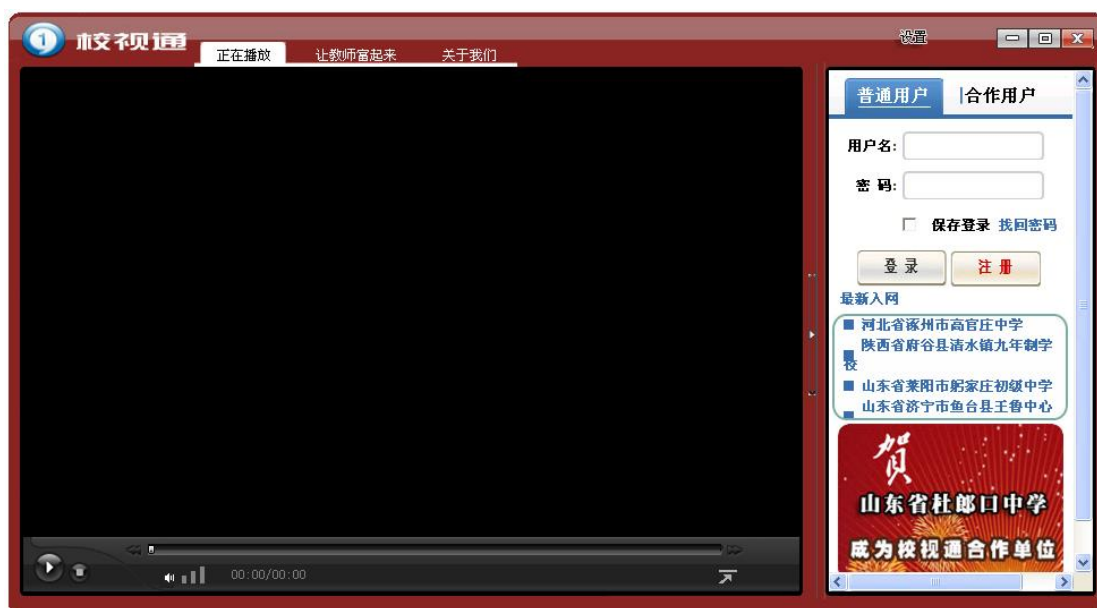 1 校视通
正在播放 让教师富起来 关于我们
设置
普通用户 合作用户
用户名:
密 码:
保存登录 找回密码
登 录 注 册
最新入网
河北省涿州市高官庄中学
陕西省府谷县清水镇九年制学
校
山东省莱阳市躬家庄初级中学
山东省济宁市鱼台县王鲁中心
賀
山东省杜郎口中学
成为校视通合作单位
00:00/00:00